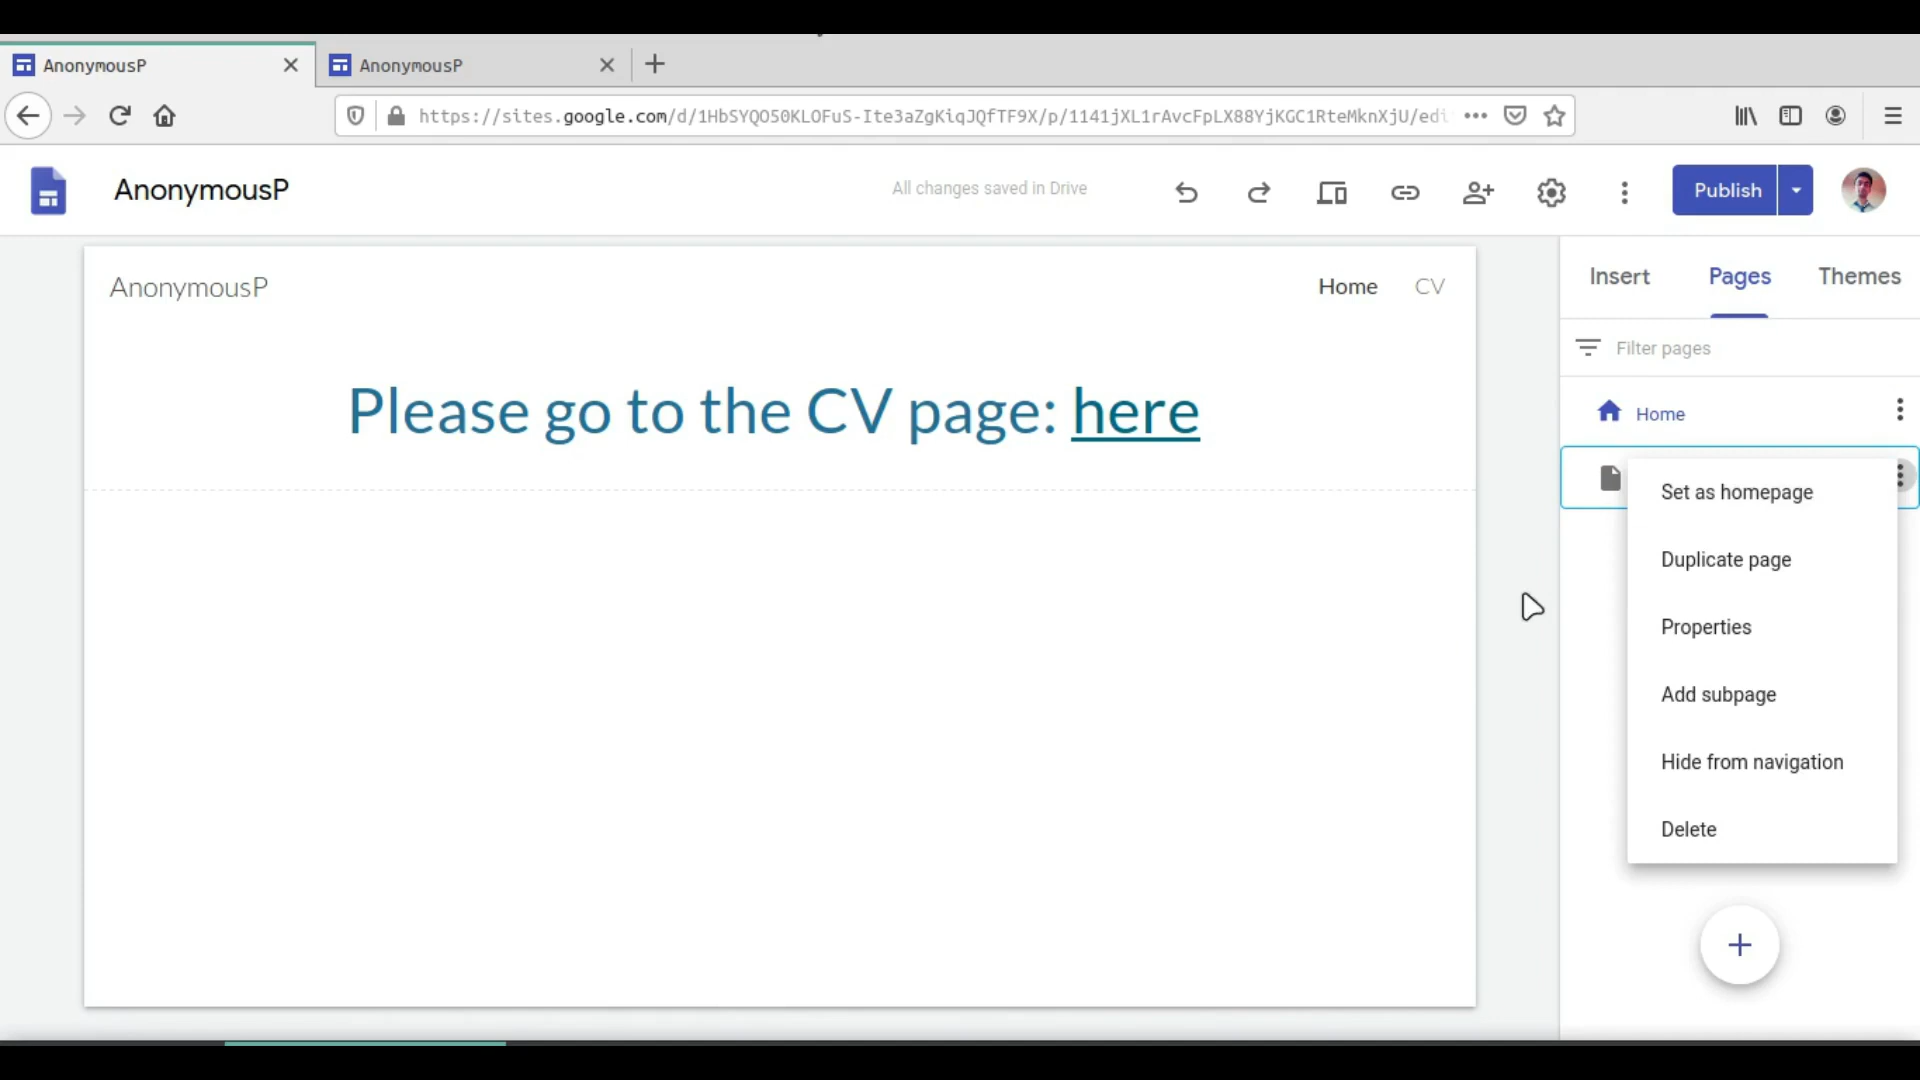 AnonymousP
AnonymousP
https://sites.google.com/d/1HbSYQO50KLOFuS-Ite3aZgKiqJQfTF9X/p/1141jXL1rAvcFpLX88YjKGC1RteMknXjU/edi
AnonymousP
All changes saved in Drive
Publish
Insert
Pages
Themes
AnonymousP
Home
CV
Filter pages
Please go to the CV page: here
Home
Set as homepage
Duplicate page
Properties
Add subpage
Hide from navigation
Delete